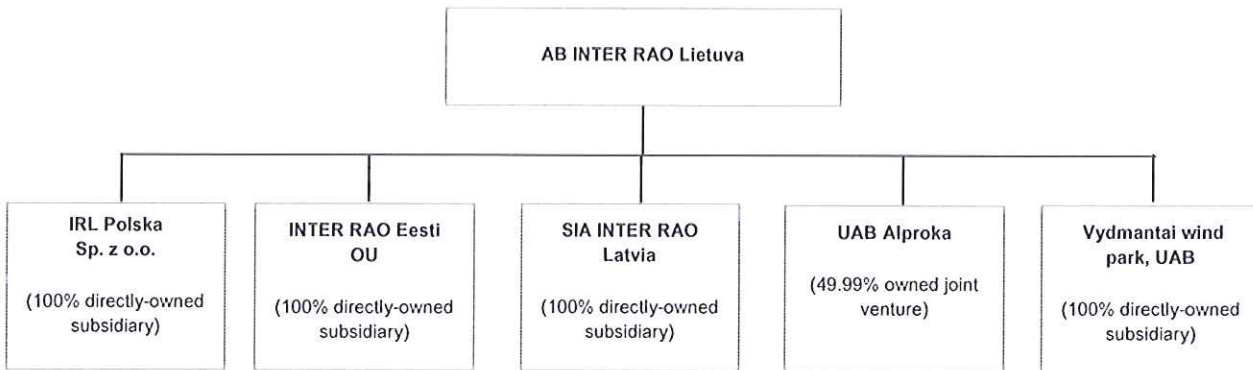 AB INTER RAO Lietuva
IRL Polska
Sp. z o.o.
(100% directly-owned
subsidiary)
INTER RAO Eesti
OU
(100% directly-owned
subsidiary)
SIA INTER RAO
Latvia
(100% directly-owned
subsidiary)
UAB Alproka
(49.99% owned joint
venture)
Vydmantai wind
park, UAB
(100% directly-owned
subsidiary)